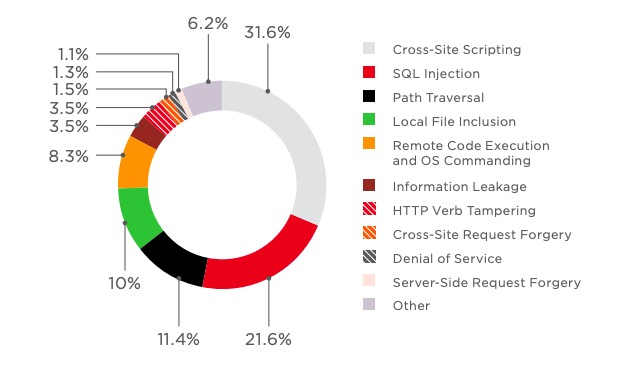 6.2%
31.6%
1.1%
1.3%
1.5%
3.5%
3.5%
8.3%
10%
11.4%
21.6%
Cross-Site Scripting
SQL Injection
Path Traversal
Local File Inclusion
Remote Code Execution
and OS Commanding
Information Leakage
HTTP Verb Tampering
Cross-Site Request Forgery
Denial of Service
Server-Side Request Forgery
Other